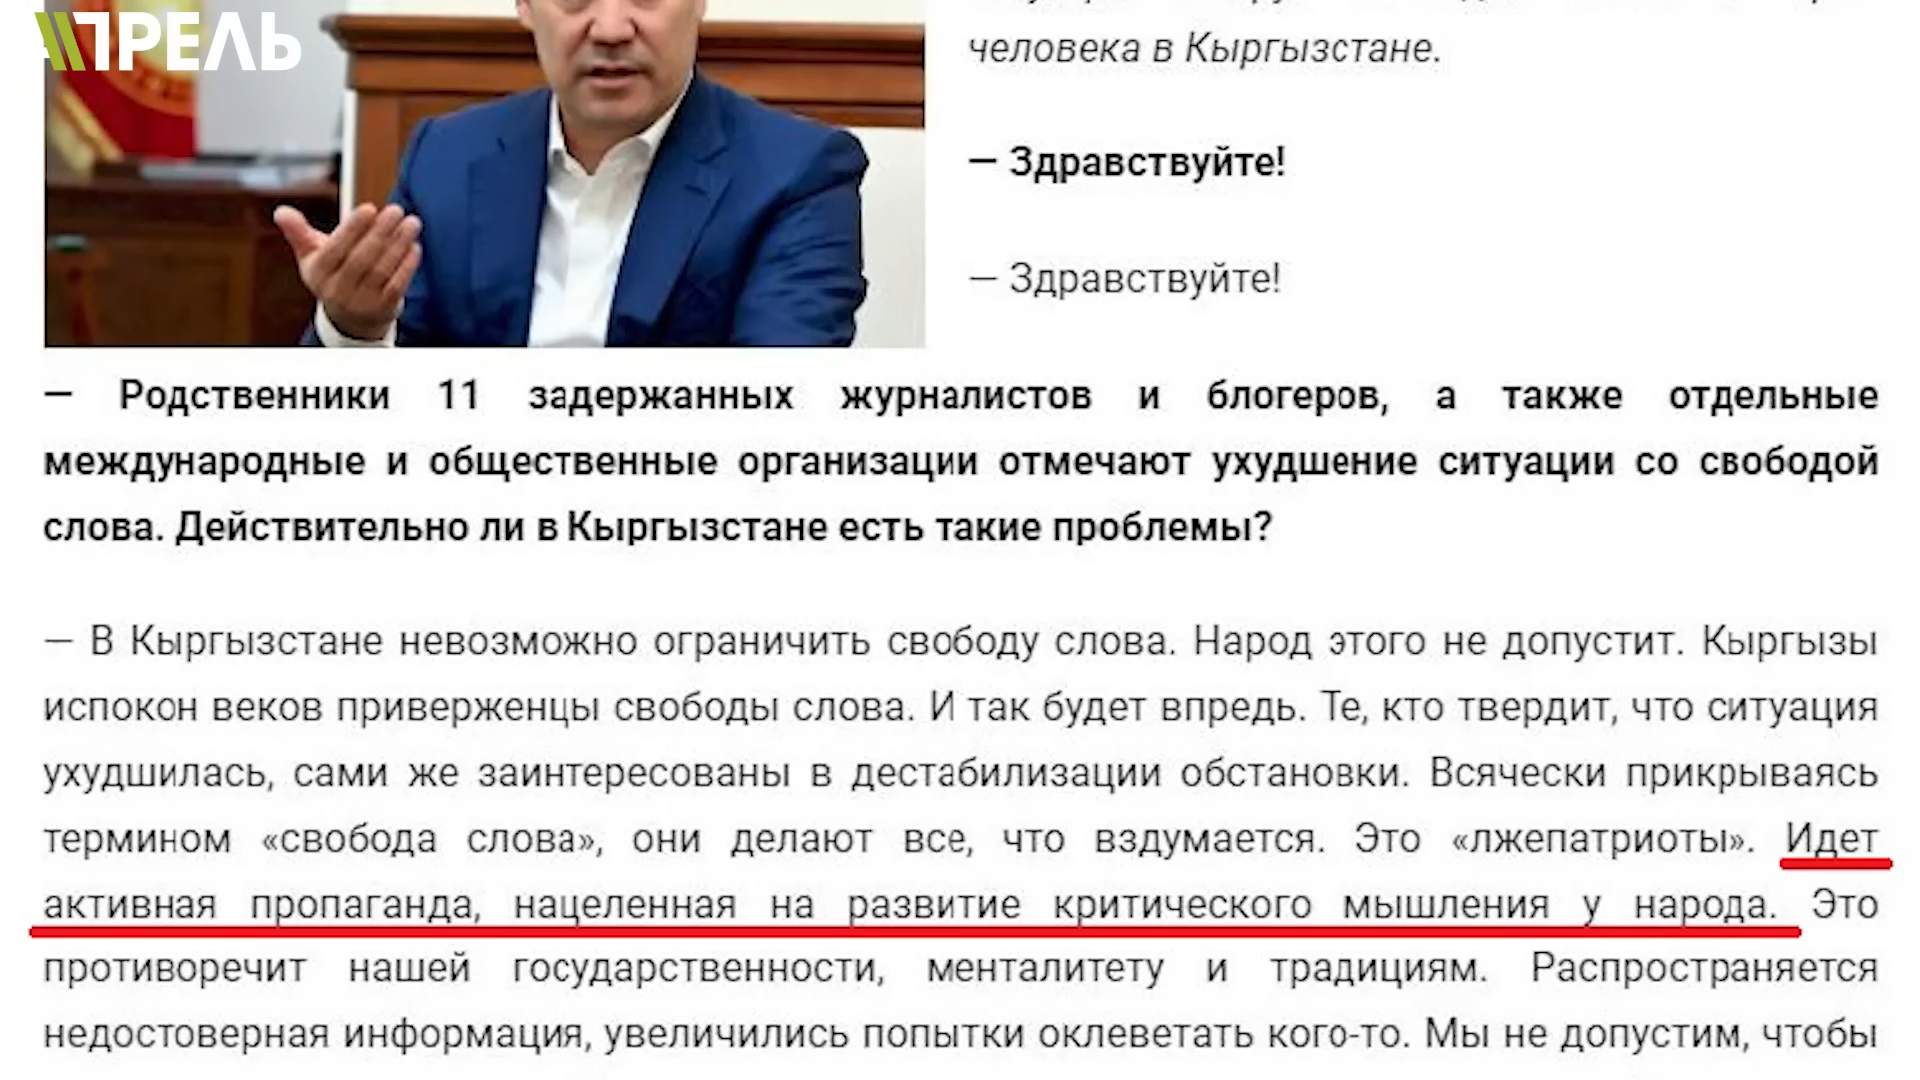 АПРЕЛЬ
человека в Кыргызстане.
— Здравствуйте!
— Здравствуйте!
— Родственники 11 задержанных журналистов и блогеров, а также отдельные
международные и общественные организации отмечают ухудшение ситуации со свободой
слова. Действительно ли в Кыргызстане есть такие проблемы?
— В Кыргызстане невозможно ограничить свободу слова. Народ этого не допустит. Кыргызы
испокон веков приверженцы свободы слова. И так будет впредь. Те, кто твердит, что ситуация
ухудшилась, сами же заинтересованы в дестабилизации обстановки. Всячески прикрываясь
термином «свобода слова», они делают все, что вздумается. Это «лжепатриоты». Идет
активная пропаганда, нацеленная на развитие критического мышления у народа. Это
противоречит нашей государственности, менталитету и традициям. Распространяется
недостоверная информация, увеличились попытки оклеветать кого-то. Мы не допустим, чтобы